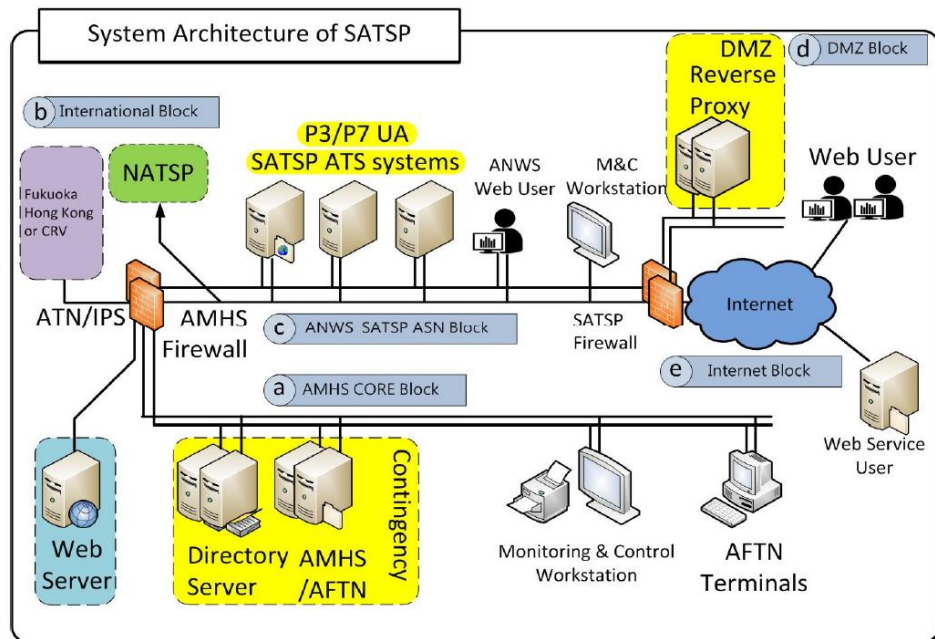 System Architecture of SATSP
d DMZ Block
DMZ
Reverse
Proxy
b International Block
P3/P7 UA
SATSP ATS systems
NATSP
Fukuoka
Hong Kong
or CRV
ANWS
Web User
M&C
Workstation
Web User
ATN/IPS
AMHS
Firewall
c ANWS SATSP ASN Block
SATSP
Firewall
Internet
a AMHS CORE Block
e Internet Block
Web Service
User
Web
Server
Directory
Server
AMHS
/AFTN
Contingency
Monitoring & Control
Workstation
AFTN
Terminals